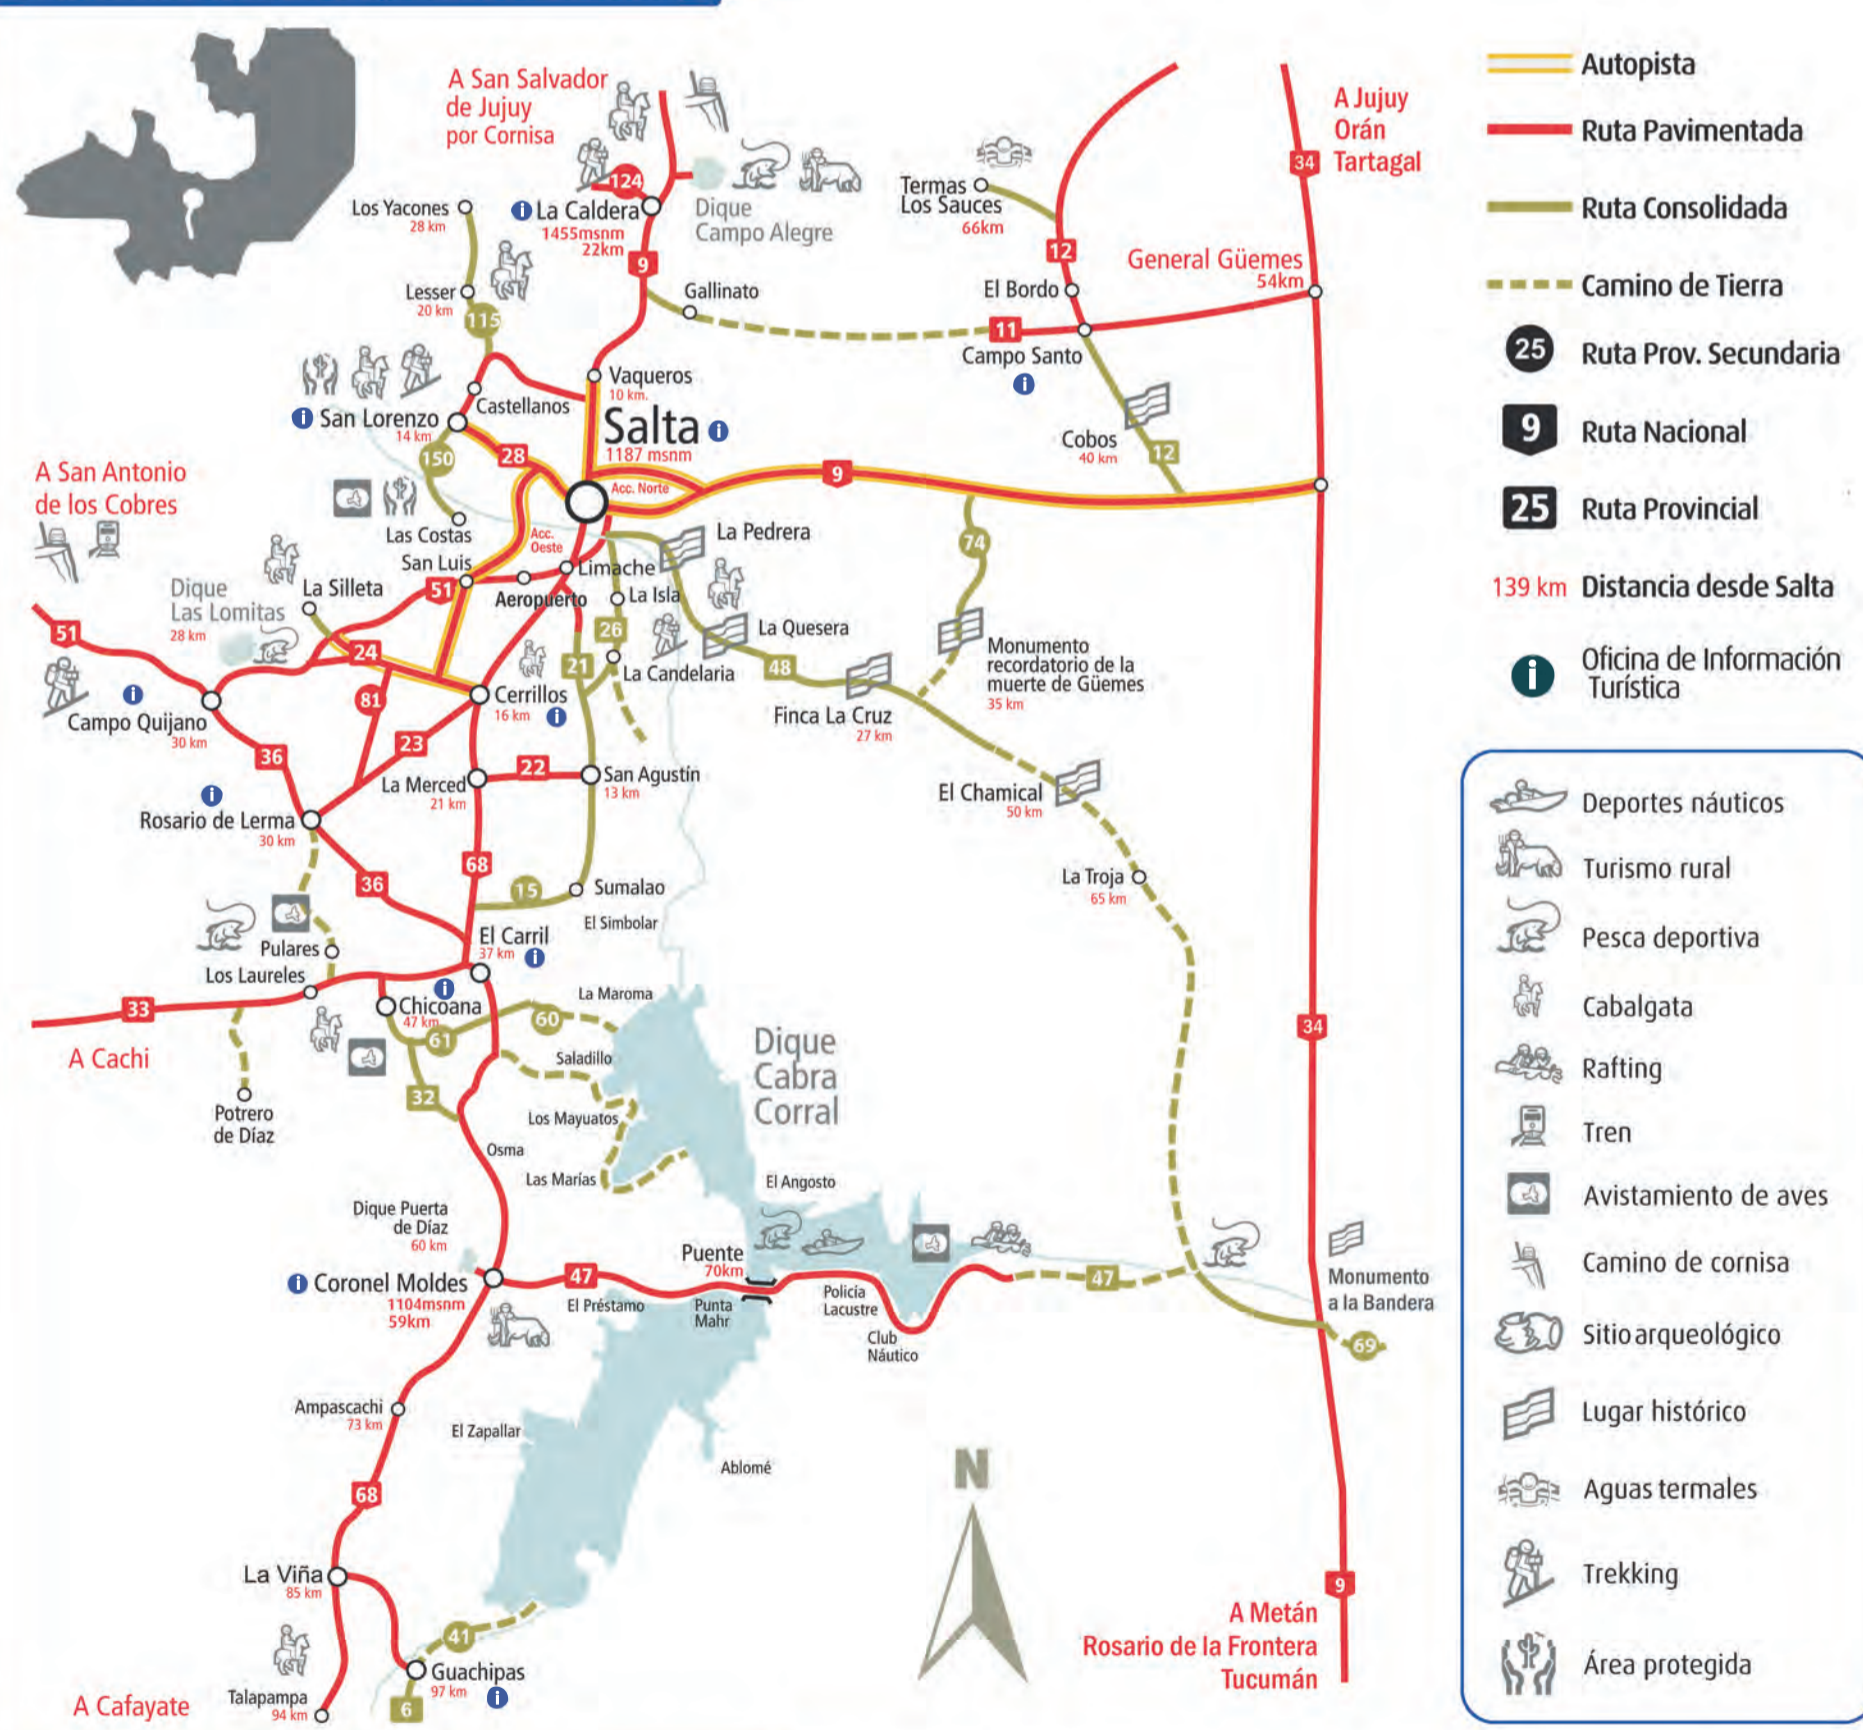 A San Salvador
de Jujuy
por Cornisa
124
La Caldera
1455msnm
22km
9
Dique
Campo Alegre
Los Yacones
28 km
Lesser
20 km
115
Gallinato
Termas
Los Sauces
66km
12
El Bordo
11
Campo Santo
General Güemes
54km
34
A Jujuy
Orán
Tartagal
Vaqueros
10 km.
Castellanos
i San Lorenzo
14 km
150
28
Salta i
1187 msnm
Acc. Norte
9
Cobos
40 km
12
A San Antonio
de los Cobres
Las Costas
San Luis
Acc.
Oeste
51
Limache
Aeropuerto
La Pedrera
La Isla
26
74
Dique
Las Lomitas
28 km
La Silleta
51
24
21
La Candelaria
La Quesera
48
Monumento
recordatorio de la
muerte de Güemes
35 km
Finca La Cruz
27 km
Campo Quijano
30 km
81
Cerrillos
16 km
36
23
La Merced
21 km
22
San Agustín
13 km
El Chamical
50 km
Rosario de Lerma
30 km
36
68
15
Sumalao
El Simbolar
La Troja
65 km
Pulares
Los Laureles
El Carril
37 km
33
A Cachi
Chicoana
47 km
61
60
La Maroma
Saladillo
32
Los Mayuatos
Potrero
de Díaz
Osma
Las Marías
Dique
Cabra
Corral
34
El Angosto
Dique Puerta
de Díaz
60 km
i Coronel Moldes
1104msnm
59km
47
El Préstamo
Puente
70km
Punta
Mahr
Policía
Lacustre
Club
Náutico
47
Monumento
a la Bandera
69
Ampascachi
73 km
El Zapallar
Ablomé
68
La Viña
85 km
41
Guachipas
97 km
6
Talapampa
94 km
A Cafayate
N
9
A Metán
Rosario de la Frontera
Tucumán
Autopista
Ruta Pavimentada
Ruta Consolidada
Camino de Tierra
25 Ruta Prov. Secundaria
9 Ruta Nacional
25 Ruta Provincial
139 km Distancia desde Salta
i Oficina de Información
Turística
Deportes náuticos
Turismo rural
Pesca deportiva
Cabalgata
Rafting
Tren
Avistamiento de aves
Camino de cornisa
Sitio arqueológico
Lugar histórico
Aguas termales
Trekking
Área protegida